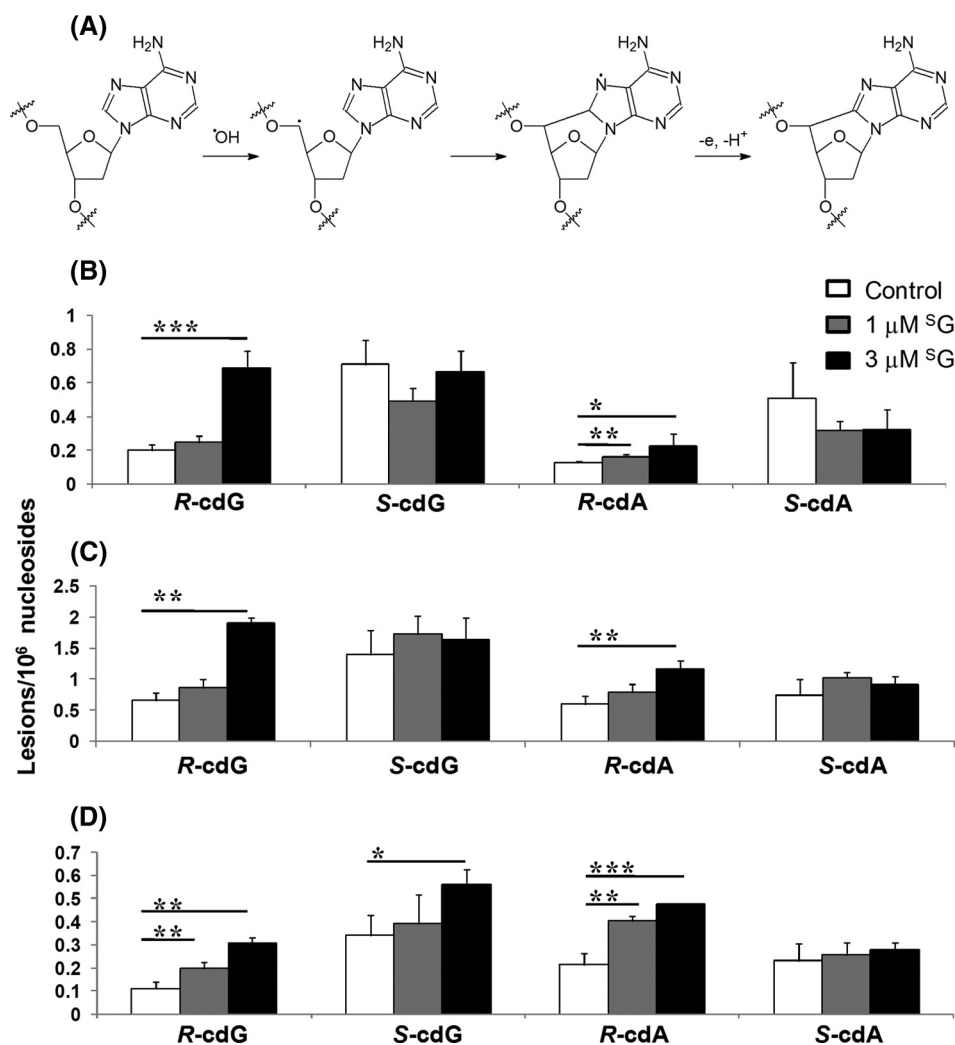 (A)
H₂N
N
N
N
N
O
O
O
•OH
H₂N
N
N
N
N
O
O
O
H₂N
N
N
N
N
O
O
O
-e, -H⁺
H₂N
N
N
N
N
O
O
O
(B)
Control
1 μM ˢG
3 μM ˢG
1
0.8
0.6
0.4
0.2
0
***
*
**
R-cdG
S-cdG
R-cdA
S-cdA
Lesions/10⁶ nucleosides
(C)
2.5
2
1.5
1
0.5
0
**
**
R-cdG
S-cdG
R-cdA
S-cdA
(D)
0.7
0.6
0.5
0.4
0.3
0.2
0.1
0
**
**
*
***
**
R-cdG
S-cdG
R-cdA
S-cdA